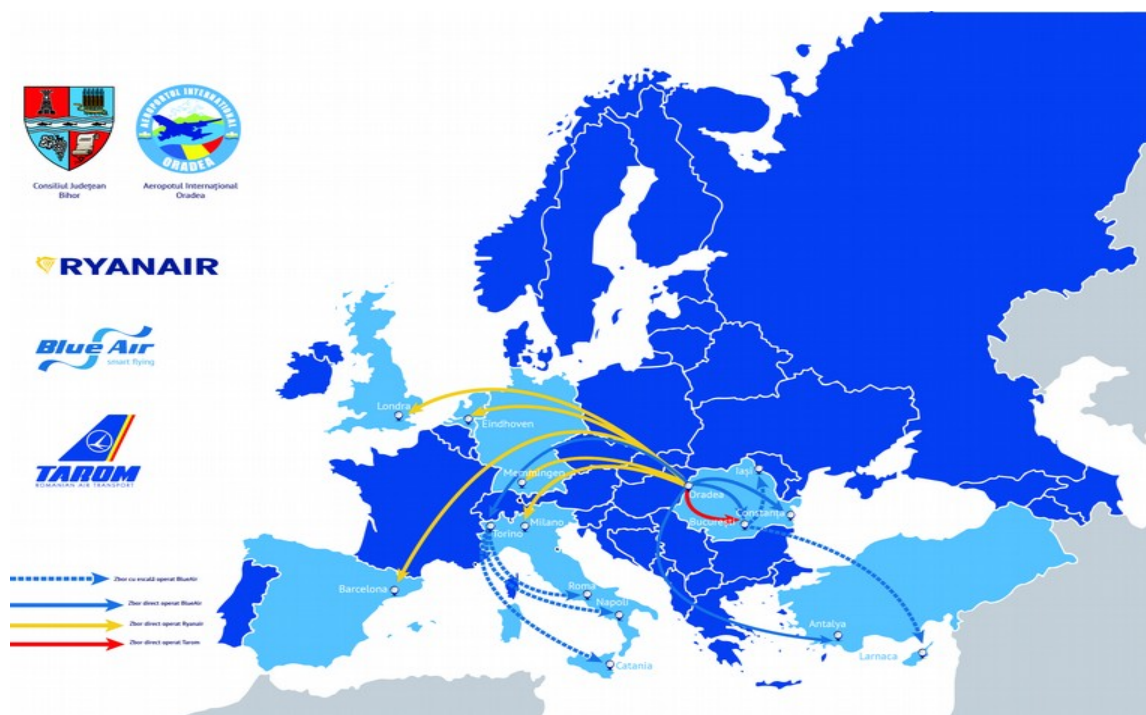 AEROPORTUL INTERNAȚIONAL
ORADEA
Consiliul Județean
Bihor
Aeropotul Internațional
Oradea
RYANAIR
Blue Air
smart flying
TAROM
ROMANIAN AIR TRANSPORT
Londra
Eindhoven
Memmingen
Iași
Oradea
Constanța
București
Torino
Milano
Barcelona
Roma
Napoli
Antalya
Larnaca
Catania
Zbor cu escală operat BlueAir
Zbor direct operat BlueAir
Zbor direct operat Ryanair
Zbor direct operat Tarom